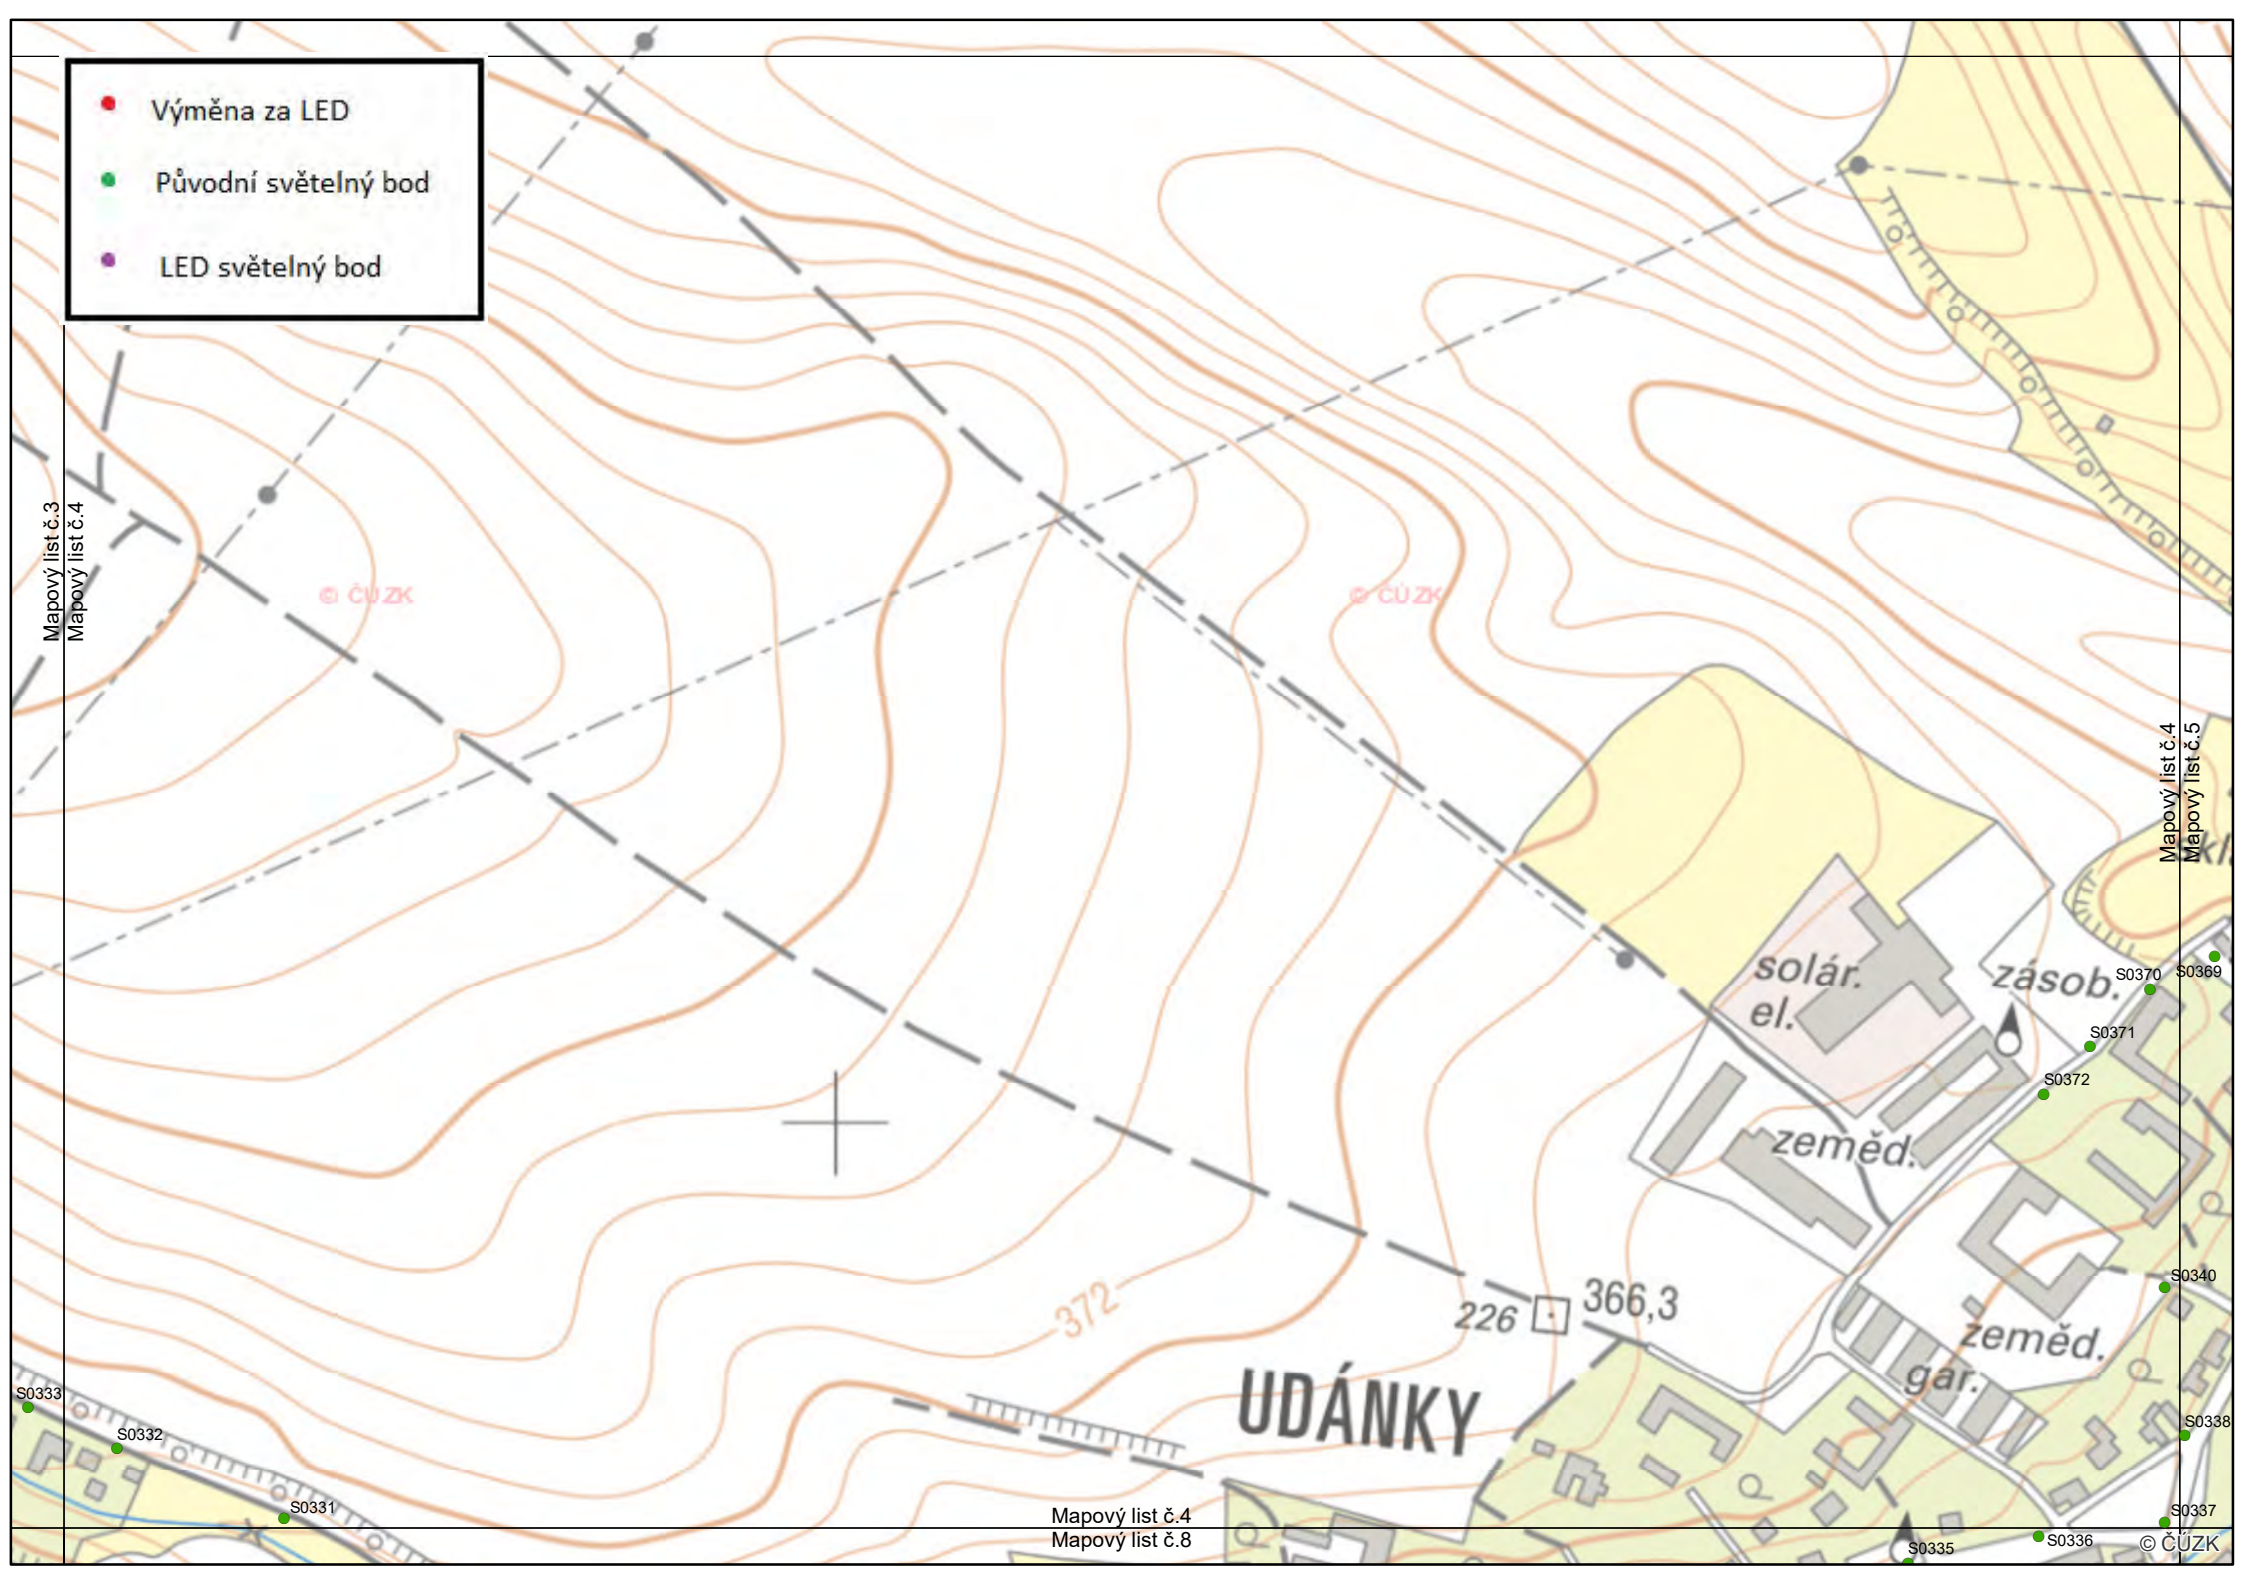 Výměna za LED
Původní světelný bod
LED světelný bod
Mapový list č.3
Mapový list č.4
© ČÚZK
© ČÚZK
Mapový list č.4
Mapový list č.5
solár.
el.
zásob.
S0370
S0369
S0371
S0372
zeměd.
S0340
372
226
366,3
zeměd.
gar.
UDÁNKY
S0333
S0332
S0338
S0331
Mapový list č.4
Mapový list č.8
S0337
S0336
S0335
© ČÚZK